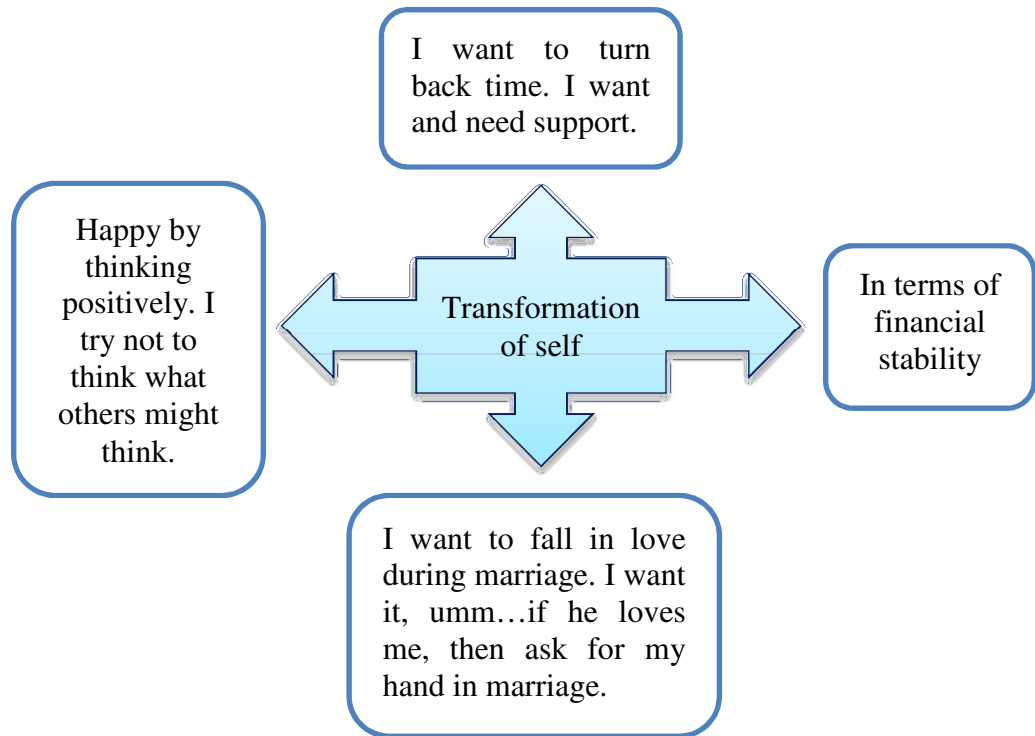 I want to turn
back time. I want
and need support.
Happy by
thinking
positively. I
try not to
think what
others might
think.
Transformation
of self
In terms of
financial
stability
I want to fall in love
during marriage. I want
it, umm…if he loves
me, then ask for my
hand in marriage.